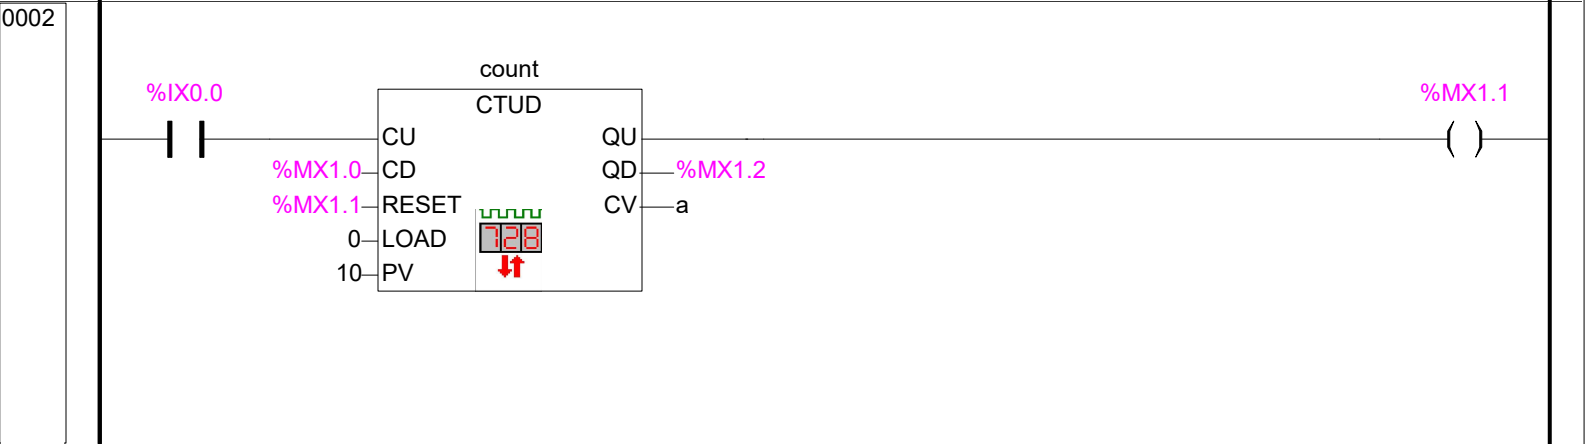 0002
count
%IX0.0
CTUD
%MX1.1
CU QU
%MX1.0 CD QD %MX1.2
%MX1.1 RESET CV a
0 LOAD 728
10 PV